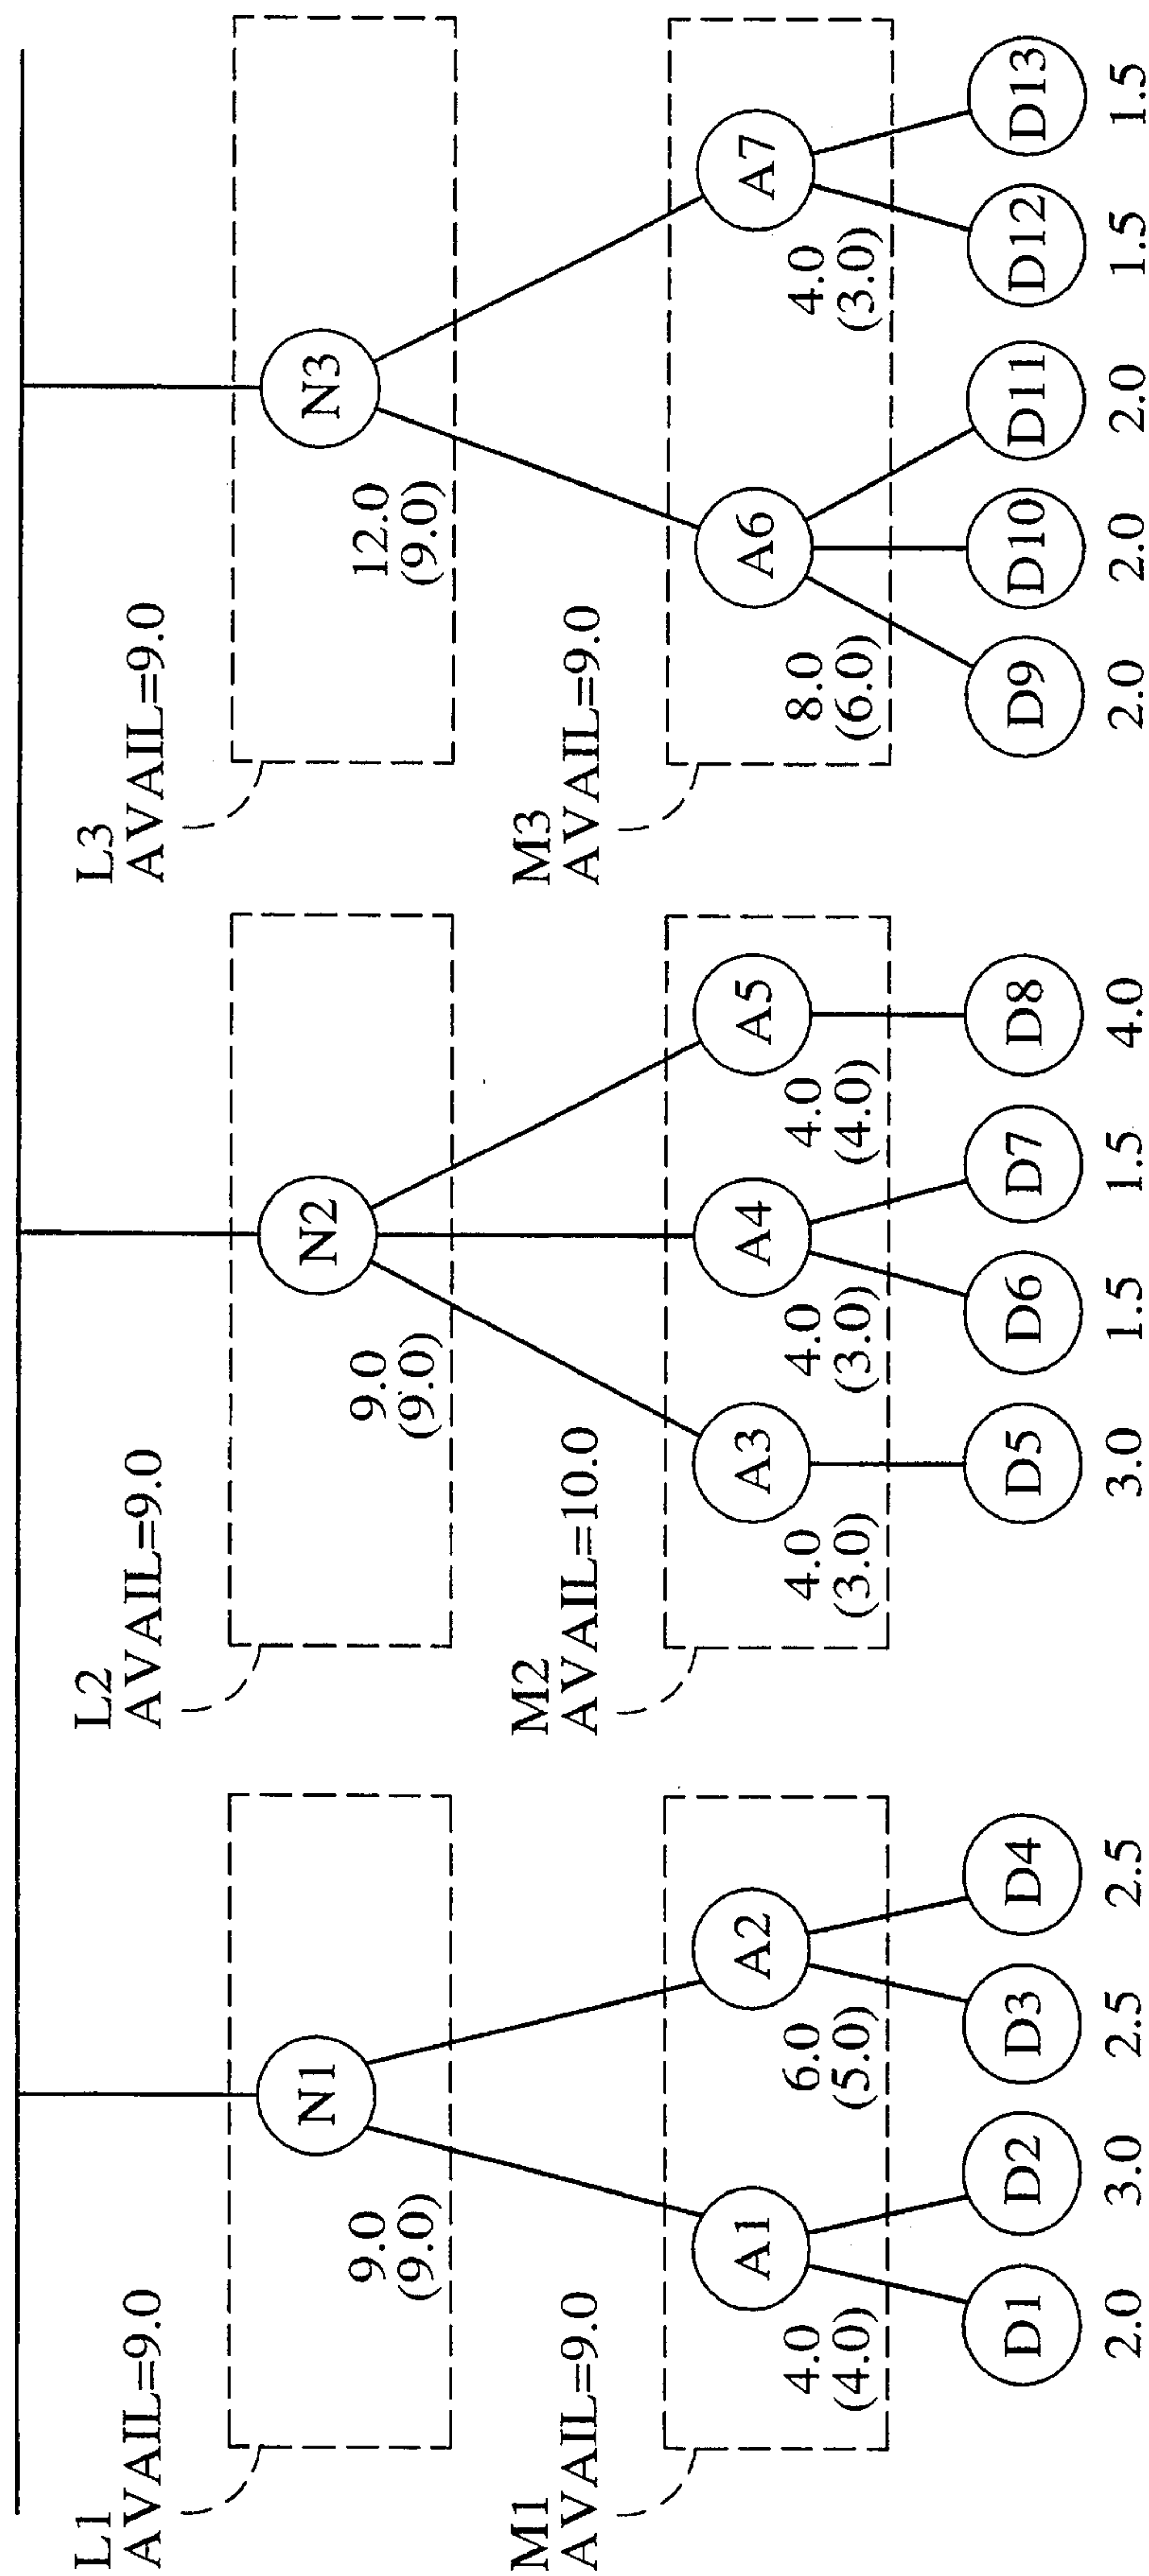 L1
AVAIL=9.0
L2
AVAIL=9.0
L3
AVAIL=9.0
N1
9.0
(9.0)
N2
9.0
(9.0)
N3
12.0
(9.0)
M1
AVAIL=9.0
M2
AVAIL=10.0
M3
AVAIL=9.0
A1
4.0
(4.0)
A2
6.0
(5.0)
A3
4.0
(3.0)
A4
4.0
(3.0)
A5
4.0
(4.0)
A6
8.0
(6.0)
A7
4.0
(3.0)
D1
2.0
D2
3.0
D3
2.5
D4
2.5
D5
3.0
D6
1.5
D7
1.5
D8
4.0
D9
2.0
D10
2.0
D11
2.0
D12
1.5
D13
1.5